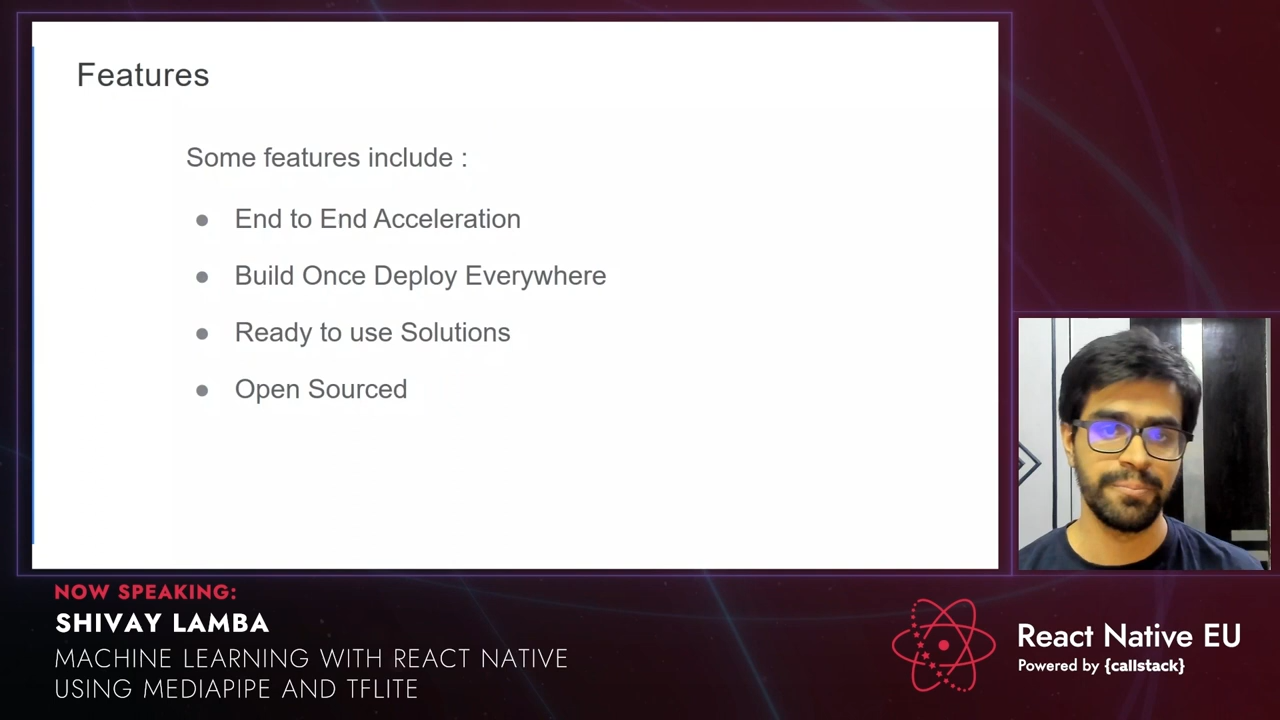 Features
Some features include :
● End to End Acceleration
● Build Once Deploy Everywhere
● Ready to use Solutions
● Open Sourced
NOW SPEAKING:
SHIVAY LAMBA
MACHINE LEARNING WITH REACT NATIVE
USING MEDIAPIPE AND TFLITE
React Native EU
Powered by {callstack}